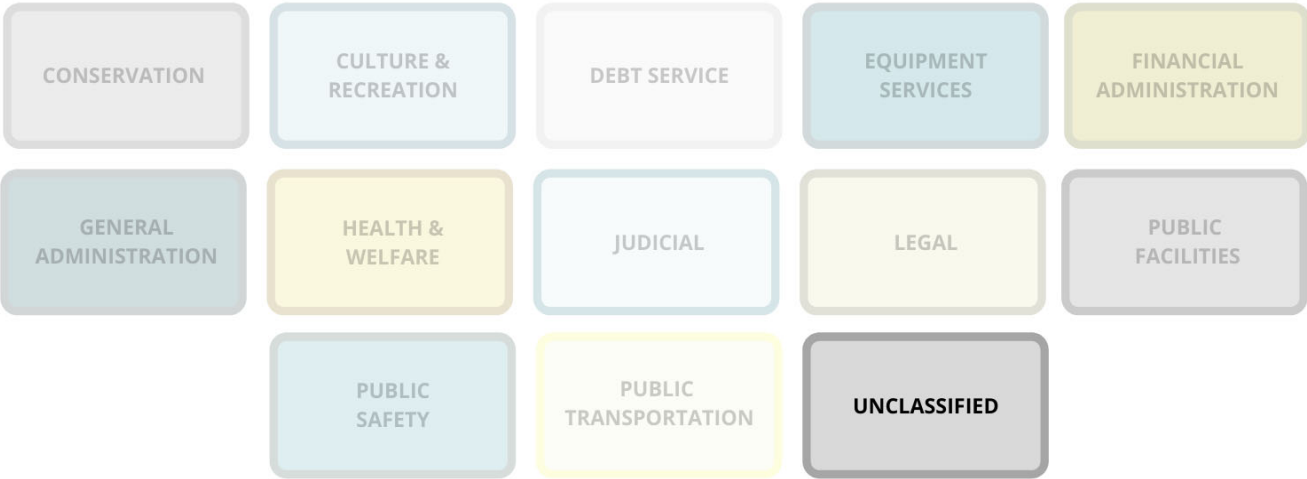 CONSERVATION
CULTURE &
RECREATION
DEBT SERVICE
EQUIPMENT
SERVICES
FINANCIAL
ADMINISTRATION
GENERAL
ADMINISTRATION
HEALTH &
WELFARE
JUDICIAL
LEGAL
PUBLIC
FACILITIES
PUBLIC
SAFETY
PUBLIC
TRANSPORTATION
UNCLASSIFIED